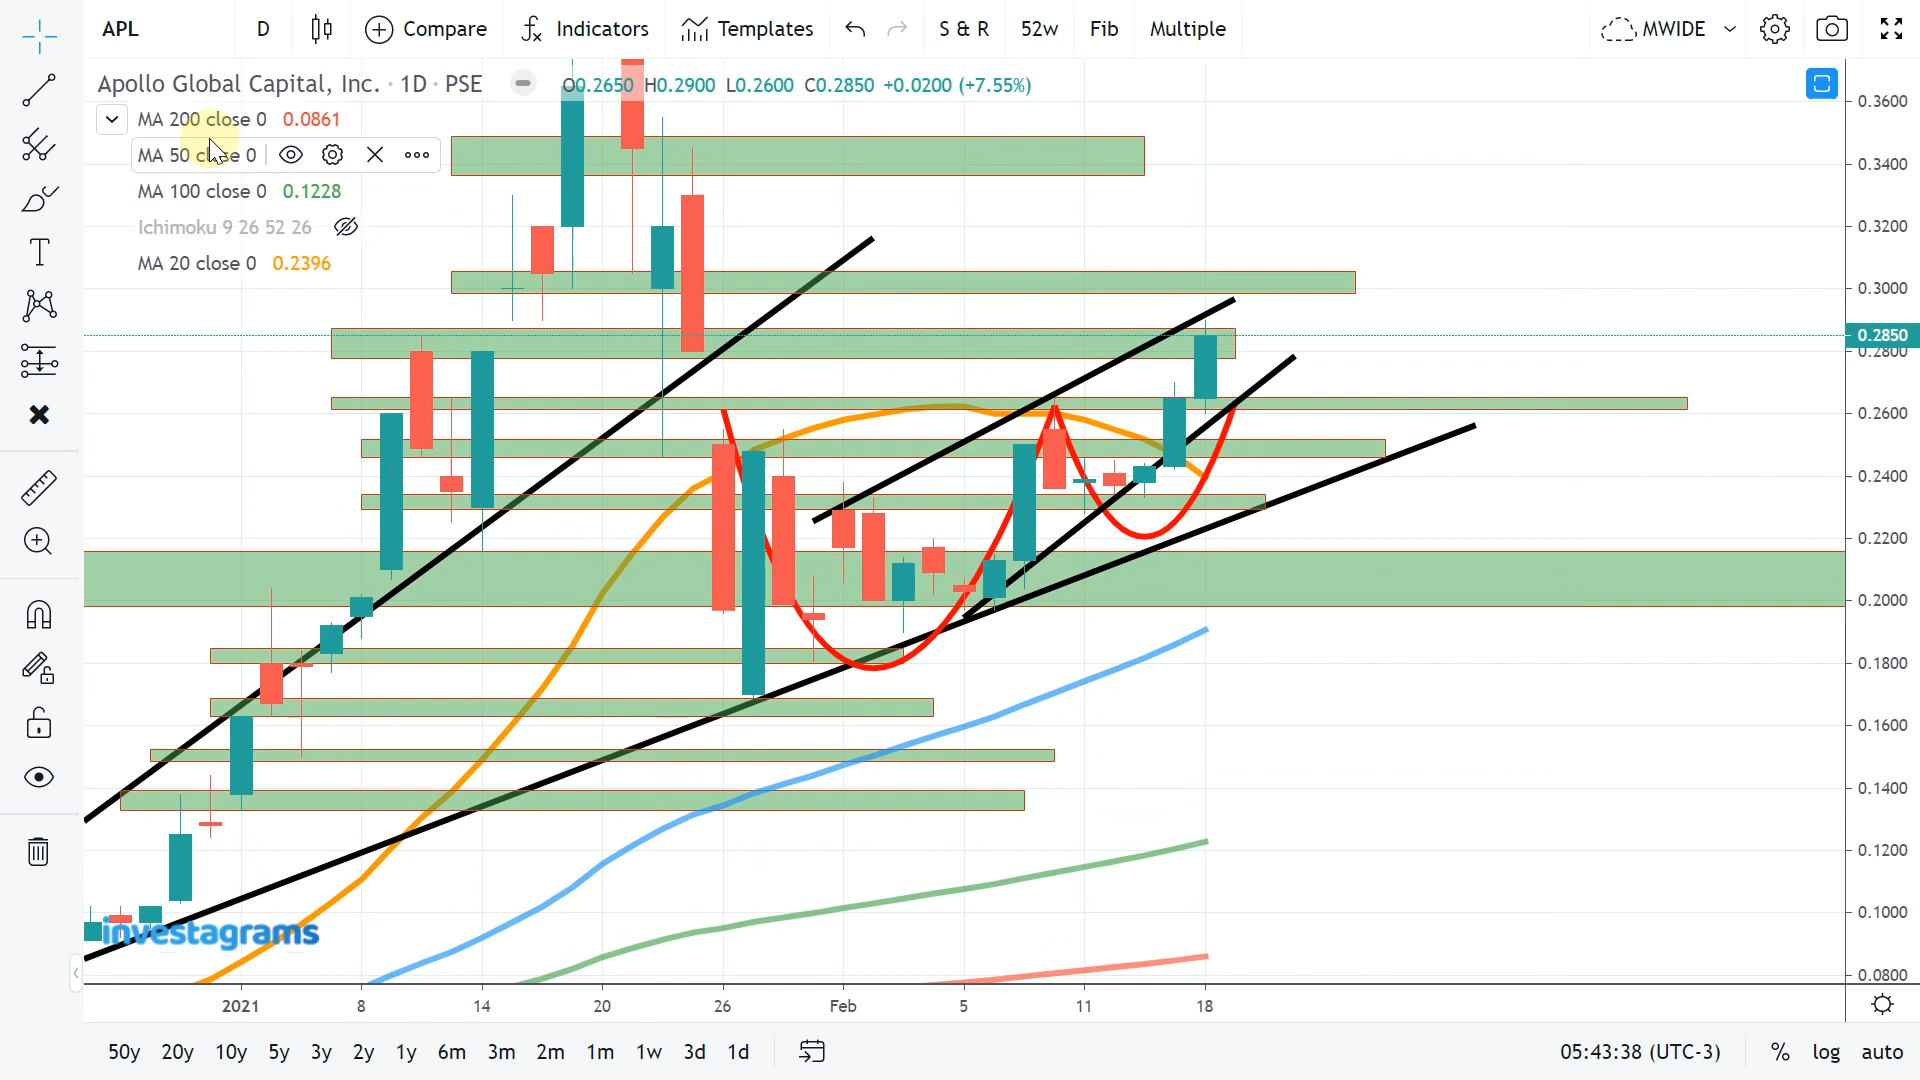 APL D Compare Indicators Templates S & R 52w Fib Multiple MWIDE
Apollo Global Capital, Inc. · 1D · PSE O0.2650 H0.2900 L0.2600 C0.2850 +0.0200 (+7.55%)
MA 200 close 0 0.0861
MA 50 close 0
MA 100 close 0 0.1228
Ichimoku 9 26 52 26
MA 20 close 0 0.2396
0.3600
0.3400
0.3200
0.3000
0.2850
0.2800
0.2600
0.2400
0.2200
0.2000
0.1800
0.1600
0.1400
0.1200
0.1000
0.0800
investagrams
2021 8 14 20 26 Feb 5 11 18
50y 20y 10y 5y 3y 2y 1y 6m 3m 2m 1m 1w 3d 1d 05:43:38 (UTC-3) % log auto